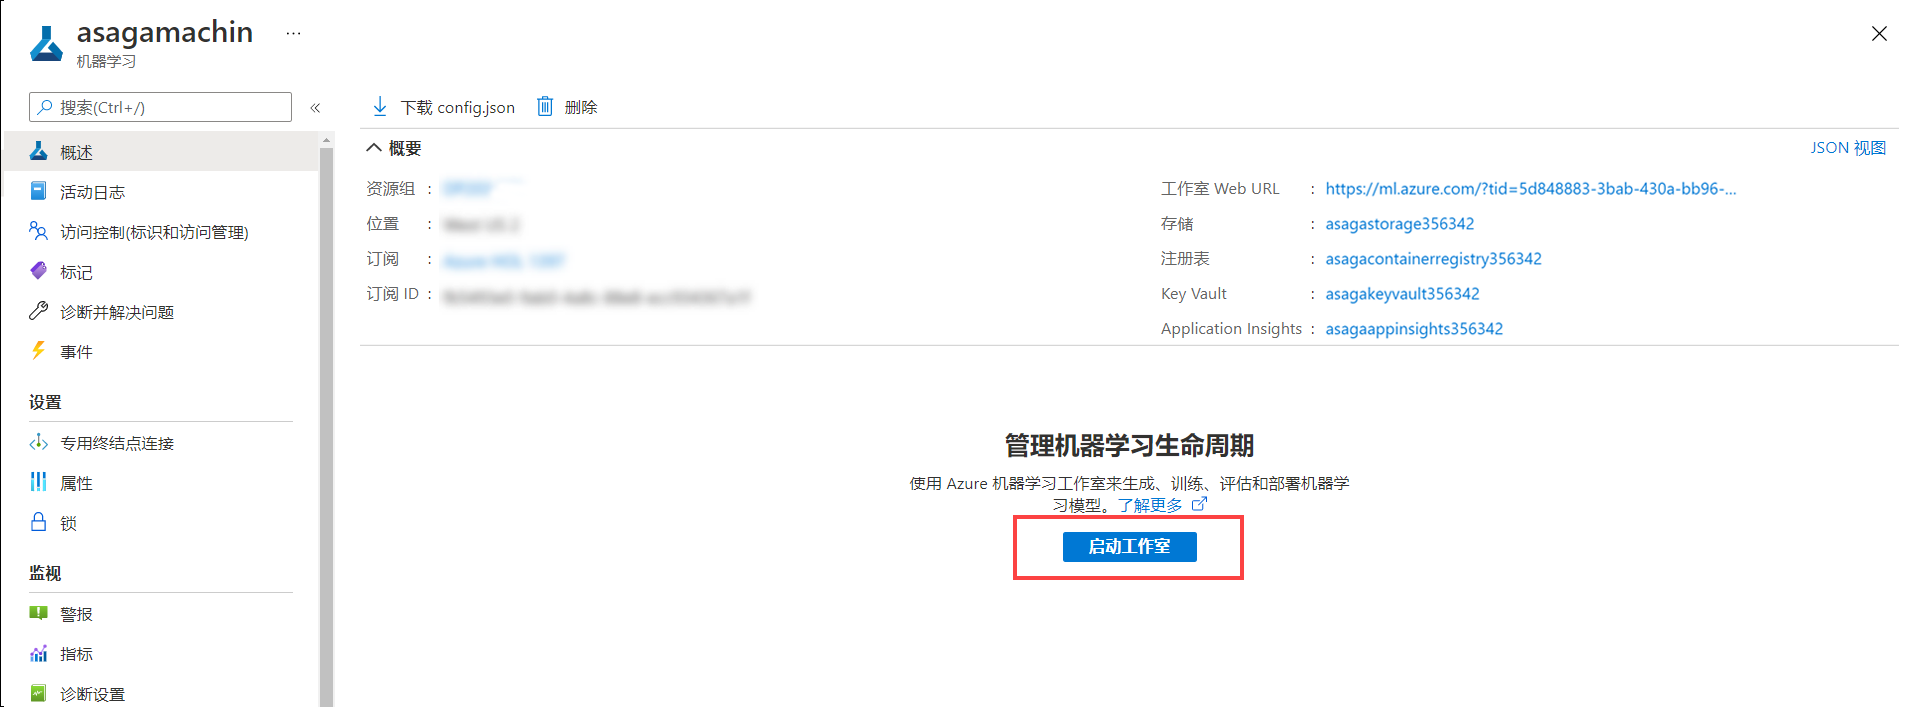 asagamachin ...
机器学习
搜索(Ctrl+/)
«
概述
活动日志
访问控制(标识和访问管理)
标记
诊断并解决问题
事件
设置
专用终结点连接
属性
锁
监视
警报
指标
诊断设置
下载 config.json 删除
概要
JSON 视图
资源组 :
位置 :
订阅 :
订阅 ID :
工作室 Web URL : https://ml.azure.com/?tid=5d848883-3bab-430a-bb96-...
存储 : asagastorage356342
注册表 : asagacontainerregistry356342
Key Vault : asagakeyvault356342
Application Insights : asagaappinsights356342
管理机器学习生命周期
使用 Azure 机器学习工作室来生成、训练、评估和部署机器学
习模型。了解更多
启动工作室